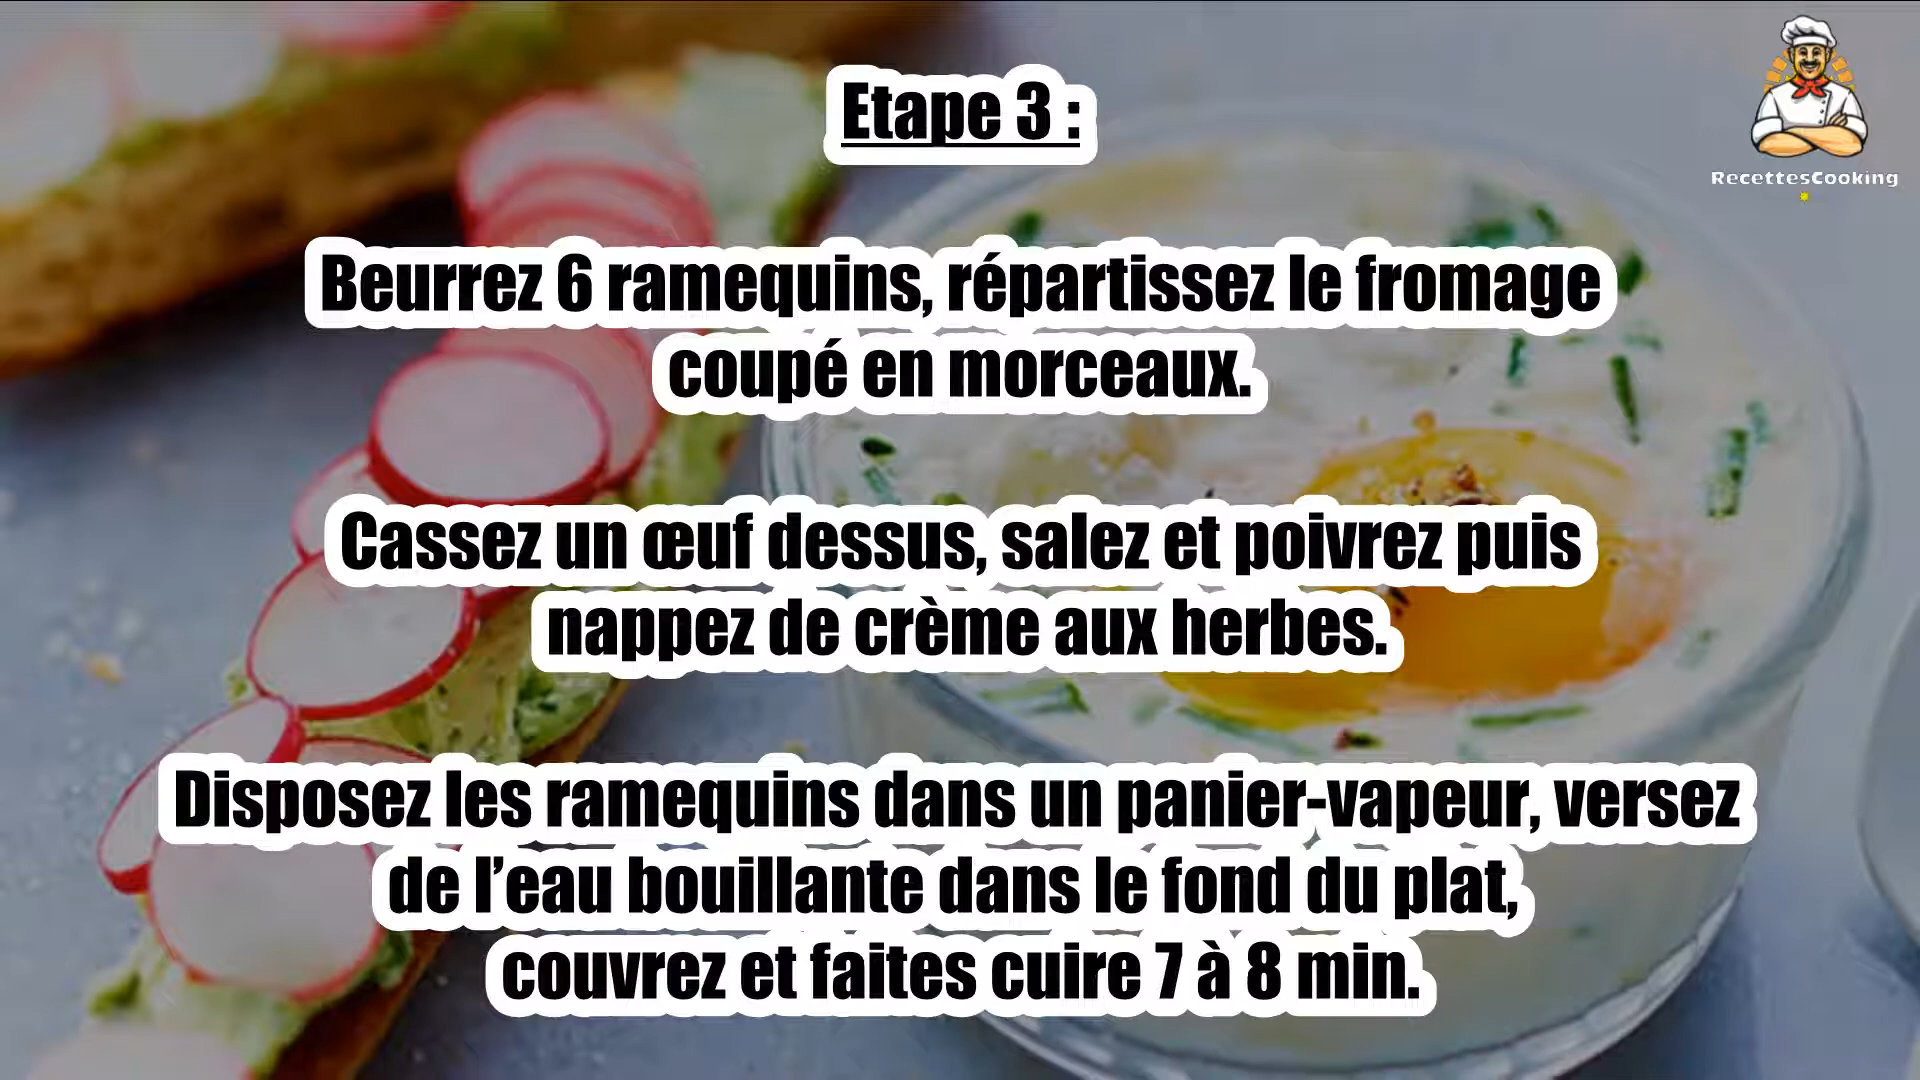 Etape 3 :
RecettesCooking
Beurrez 6 ramequins, répartissez le fromage
coupé en morceaux.
Cassez un œuf dessus, salez et poivrez puis
nappez de crème aux herbes.
Disposez les ramequins dans un panier-vapeur, versez
de l’eau bouillante dans le fond du plat,
couvrez et faites cuire 7 à 8 min.